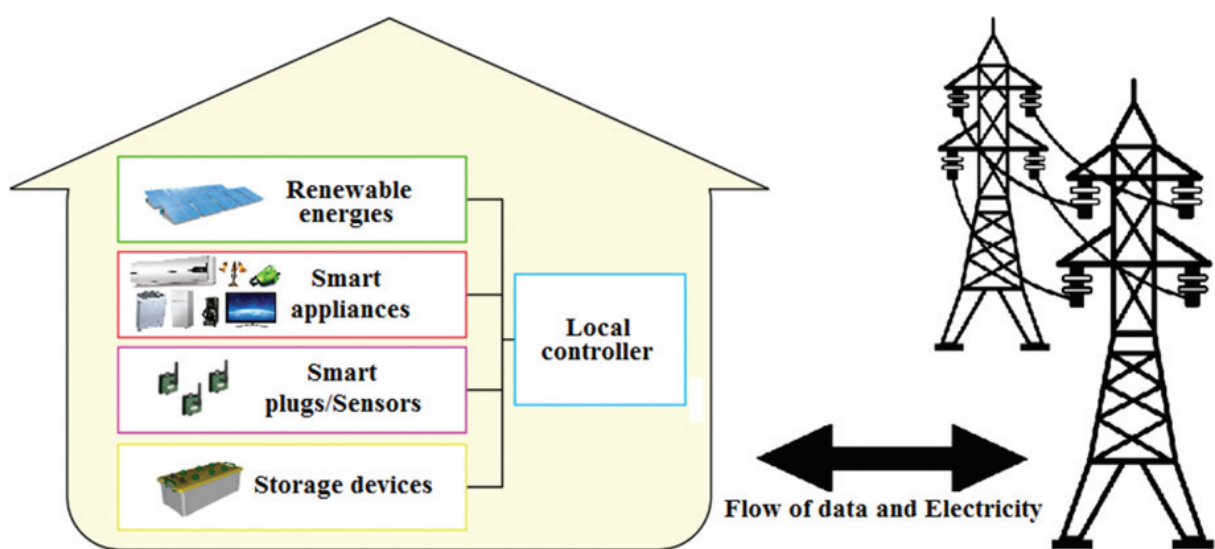 Renewable
energies
Smart
appliances
Smart
plugs/Sensors
Storage devices
Local
controller
Flow of data and Electricity